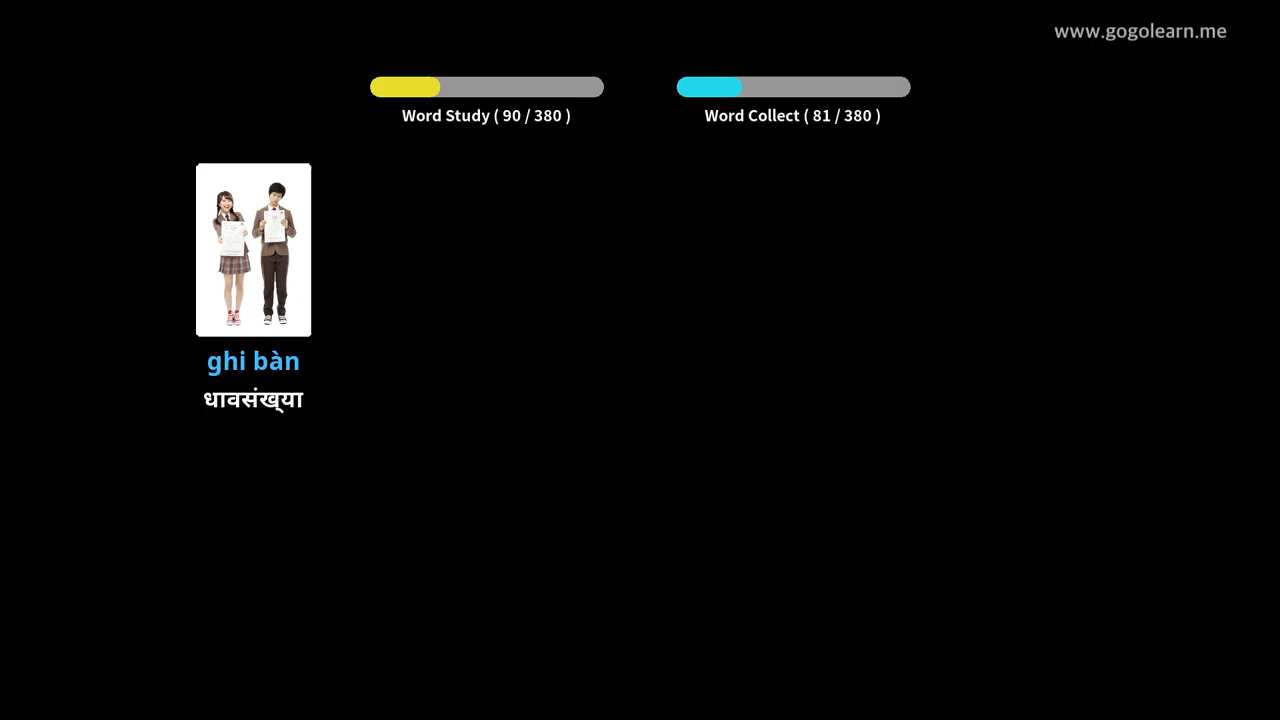 www.gogolearn.me
Word Study ( 90 / 380 )
Word Collect ( 81 / 380 )
ghi bàn
धावसंख्या